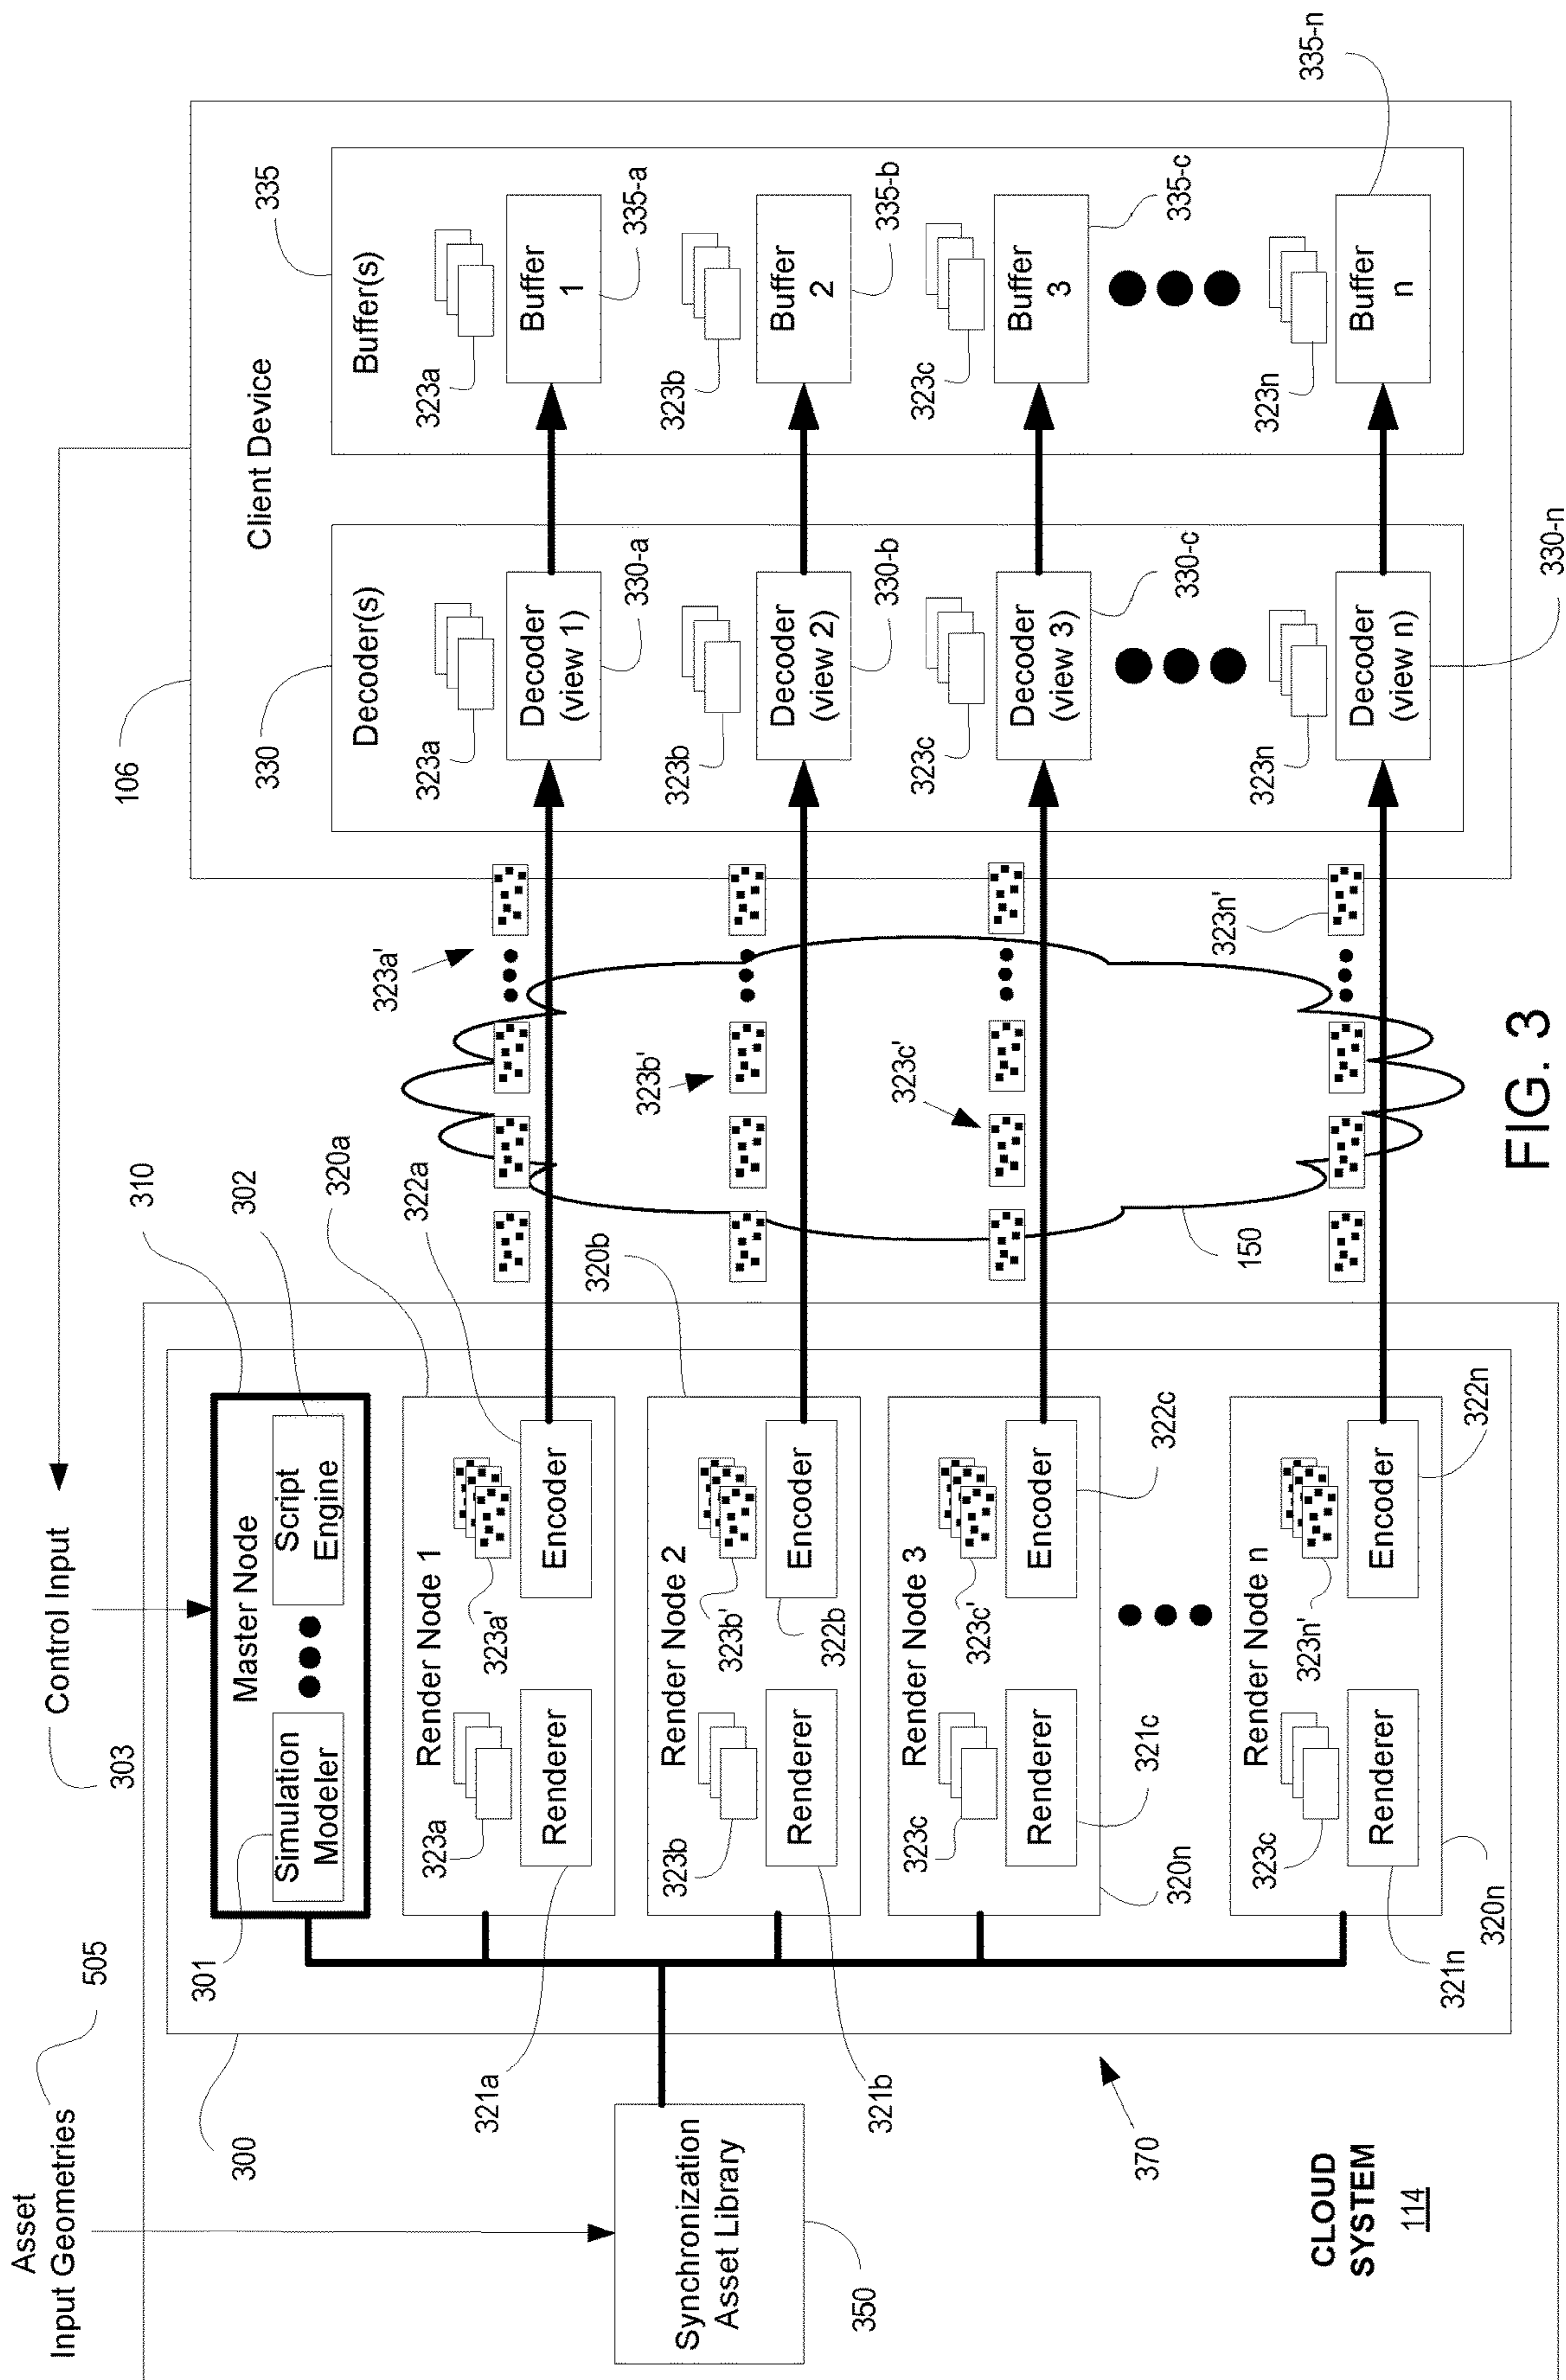 Asset
Input Geometries
505
303
Control Input
106
Client Device
300
301
310
302
Master Node
Simulation
Modeler
Script
Engine
320a
322a
Render Node 1
323a
323a'
Renderer
Encoder
321a
323a'
330
Decoder(s)
323a
Decoder
(view 1)
330-a
335
Buffer(s)
323a
Buffer
1
335-a
Synchronization
Asset Library
350
320b
Render Node 2
323b
323b'
Renderer
Encoder
321b
322b
323b'
323b
Decoder
(view 2)
330-b
323b
Buffer
2
335-b
Render Node 3
323c
323c'
Renderer
Encoder
321c
322c
320n
323c'
323c
Decoder
(view 3)
330-c
323c
Buffer
3
335-c
370
150
Render Node n
323c
323n'
Renderer
Encoder
321n
320n
322n
323n'
323n
Decoder
(view n)
330-n
323n
Buffer
n
335-n
CLOUD
SYSTEM
114
FIG. 3